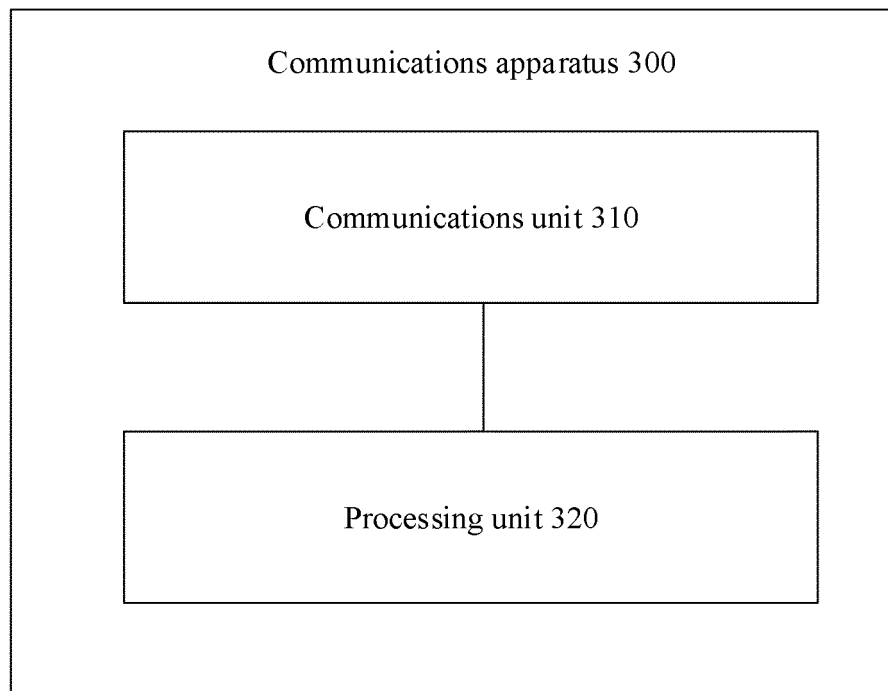 Communications apparatus 300
Communications unit 310
Processing unit 320